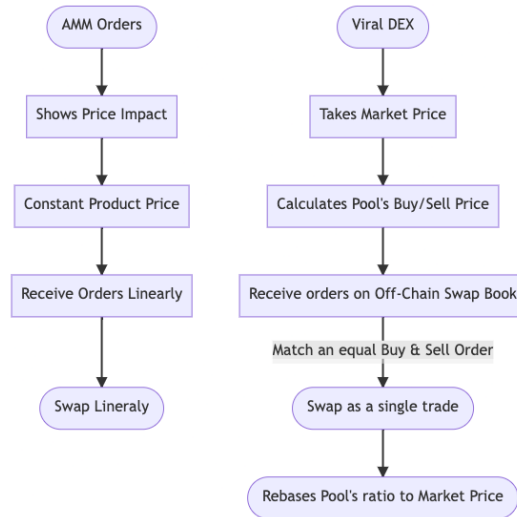 AMM Orders
Shows Price Impact
Constant Product Price
Receive Orders Linearly
Swap Lineraly
Viral DEX
Takes Market Price
Calculates Pool's Buy/Sell Price
Receive orders on Off-Chain Swap Book
Match an equal Buy & Sell Order
Swap as a single trade
Rebases Pool's ratio to Market Price